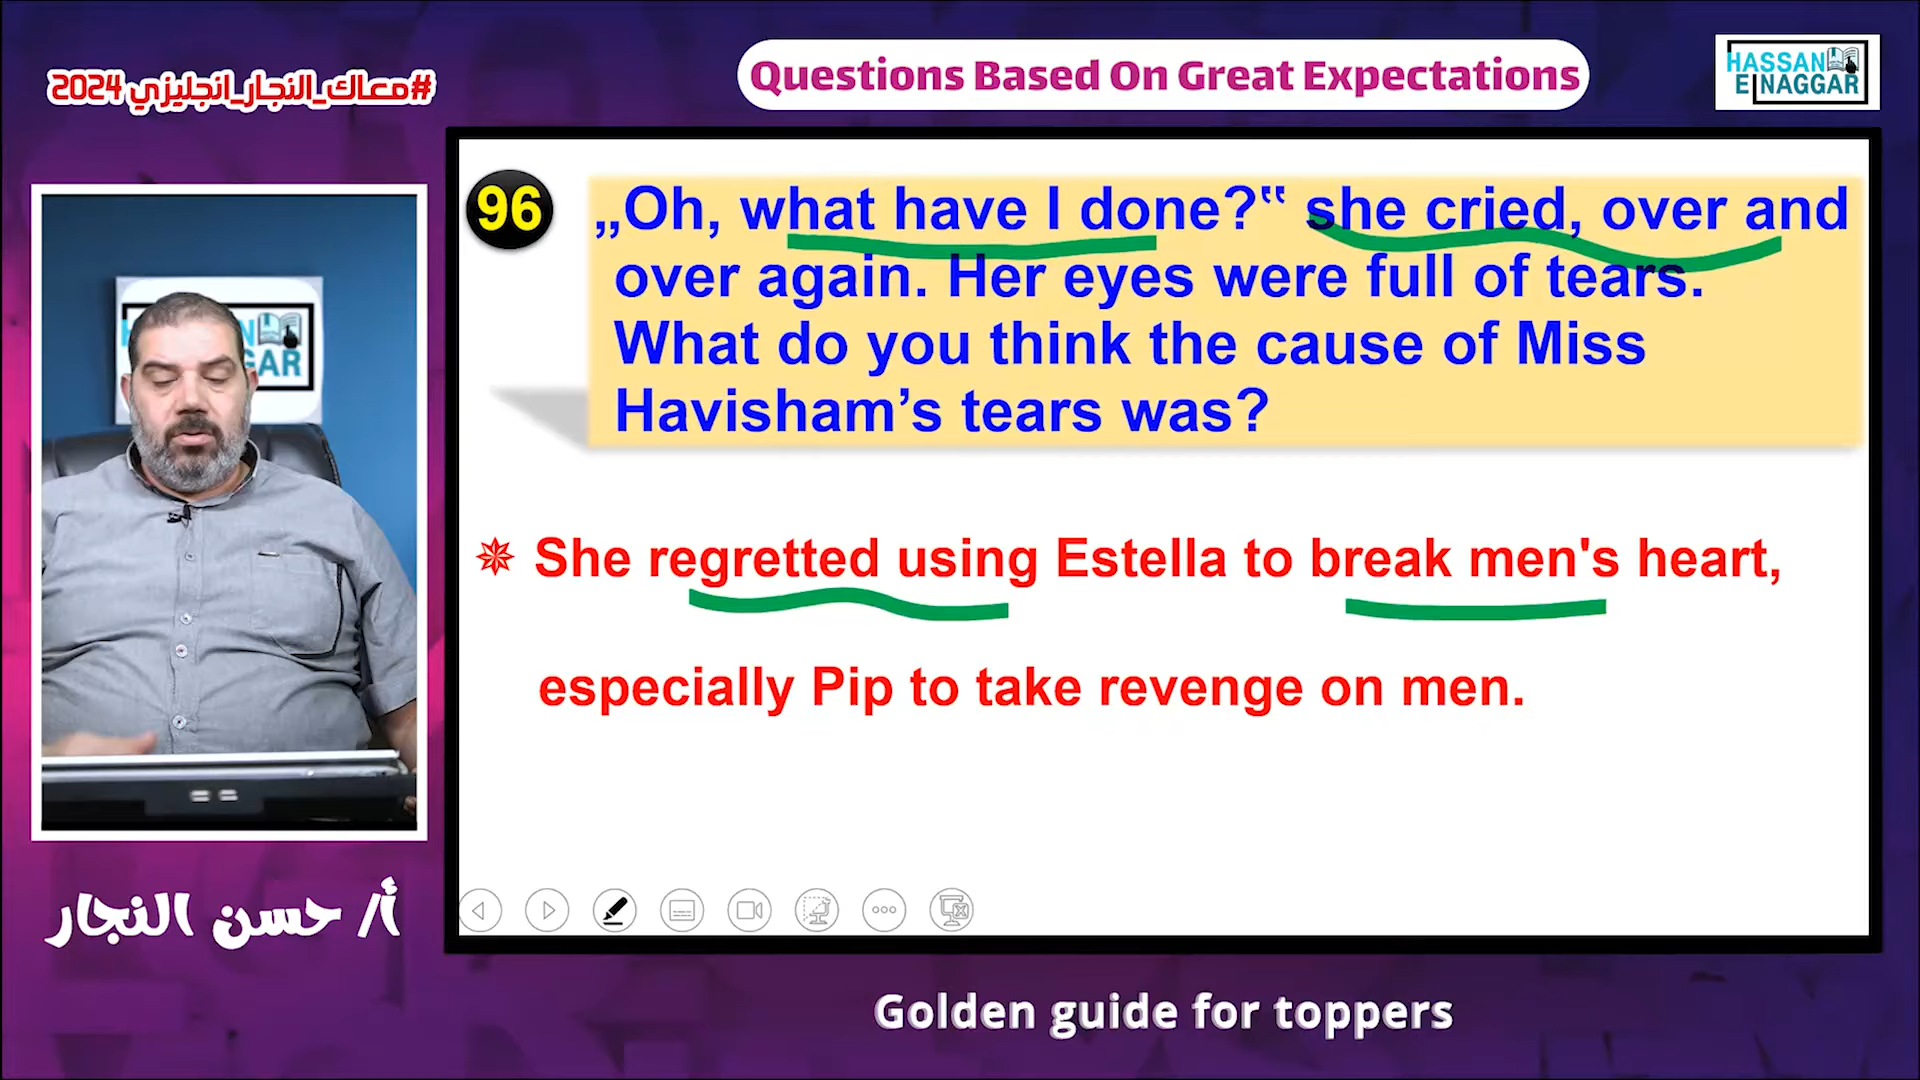 #معاك_النجار_انجليزي 2024
Questions Based On Great Expectations
HASSAN
ELNAGGAR
96
„Oh, what have I done?‟ she cried, over and
over again. Her eyes were full of tears.
What do you think the cause of Miss
Havisham’s tears was?
✵ She regretted using Estella to break men's heart,
especially Pip to take revenge on men.
أ/ حسن النجار
Golden guide for toppers